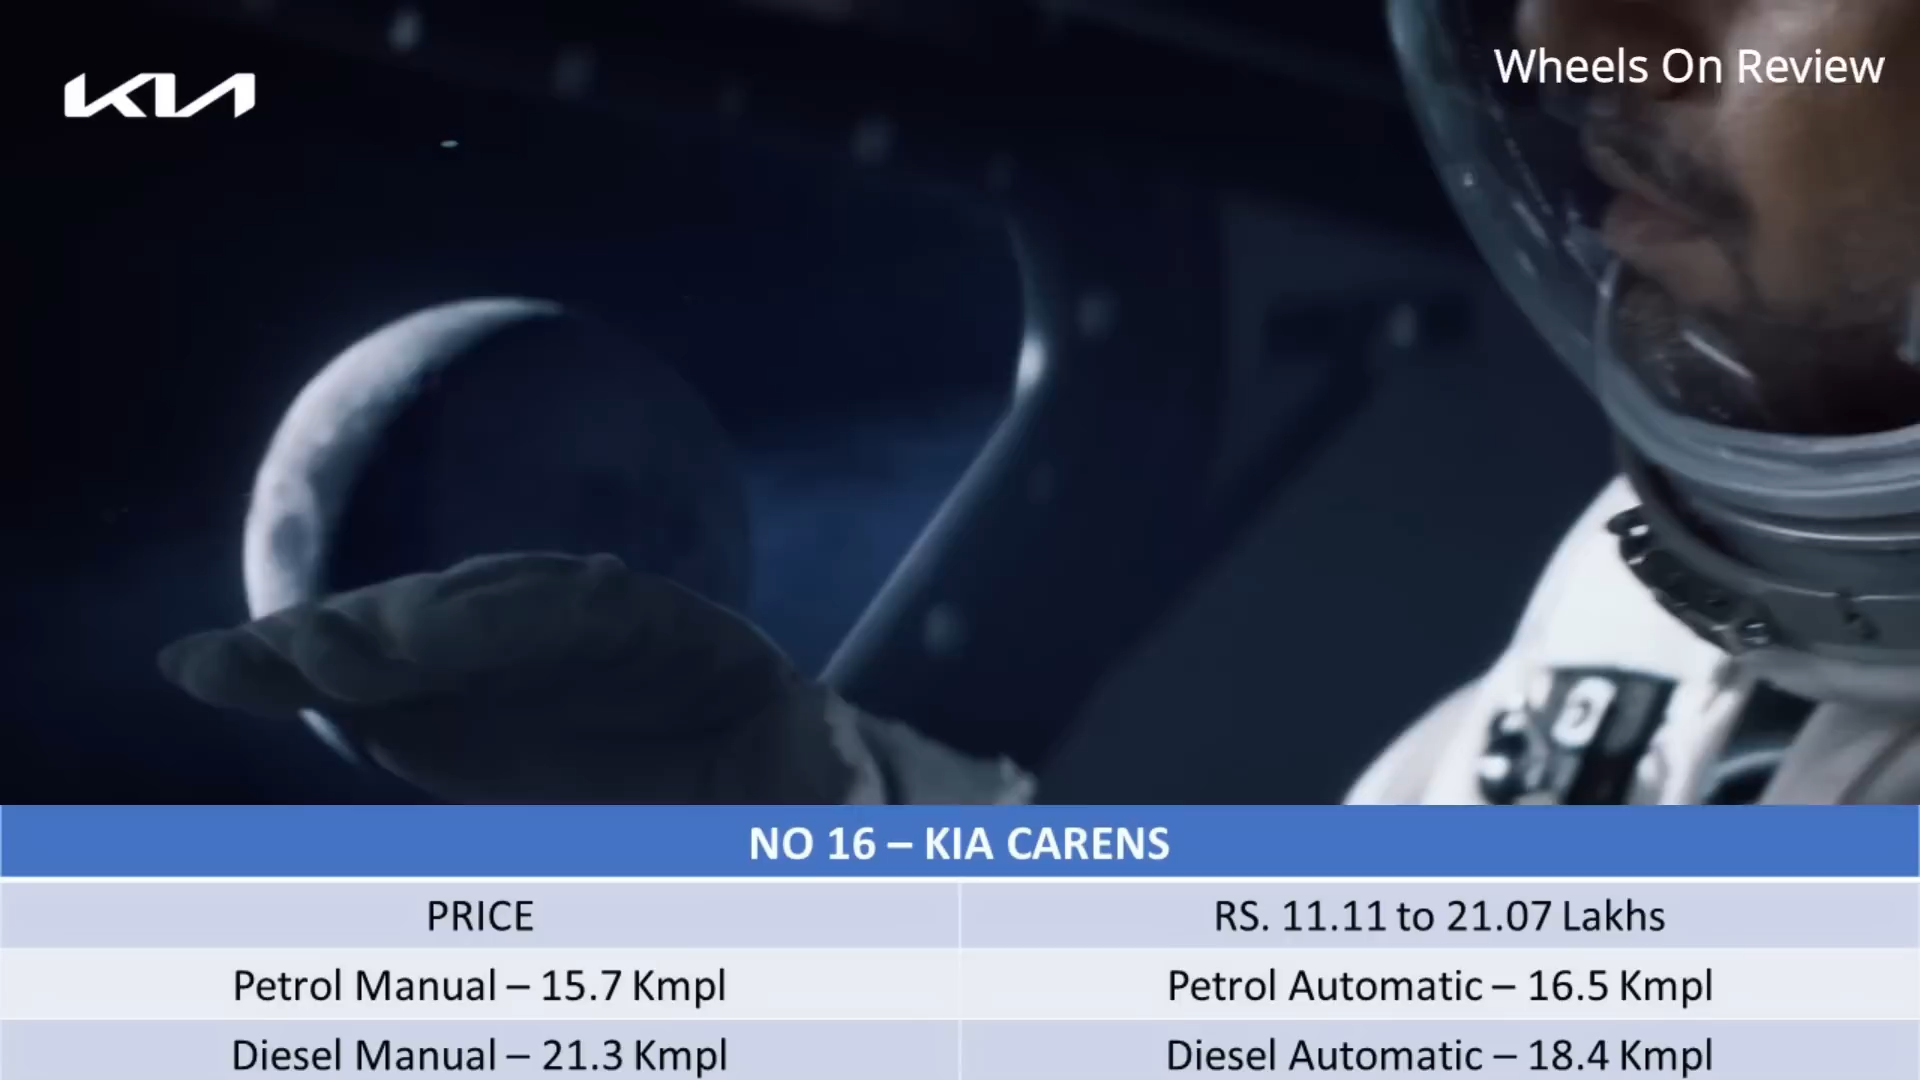 KIA
Wheels On Review
NO 16 – KIA CARENS
PRICE
RS. 11.11 to 21.07 Lakhs
Petrol Manual – 15.7 Kmpl
Petrol Automatic – 16.5 Kmpl
Diesel Manual – 21.3 Kmpl
Diesel Automatic – 18.4 Kmpl